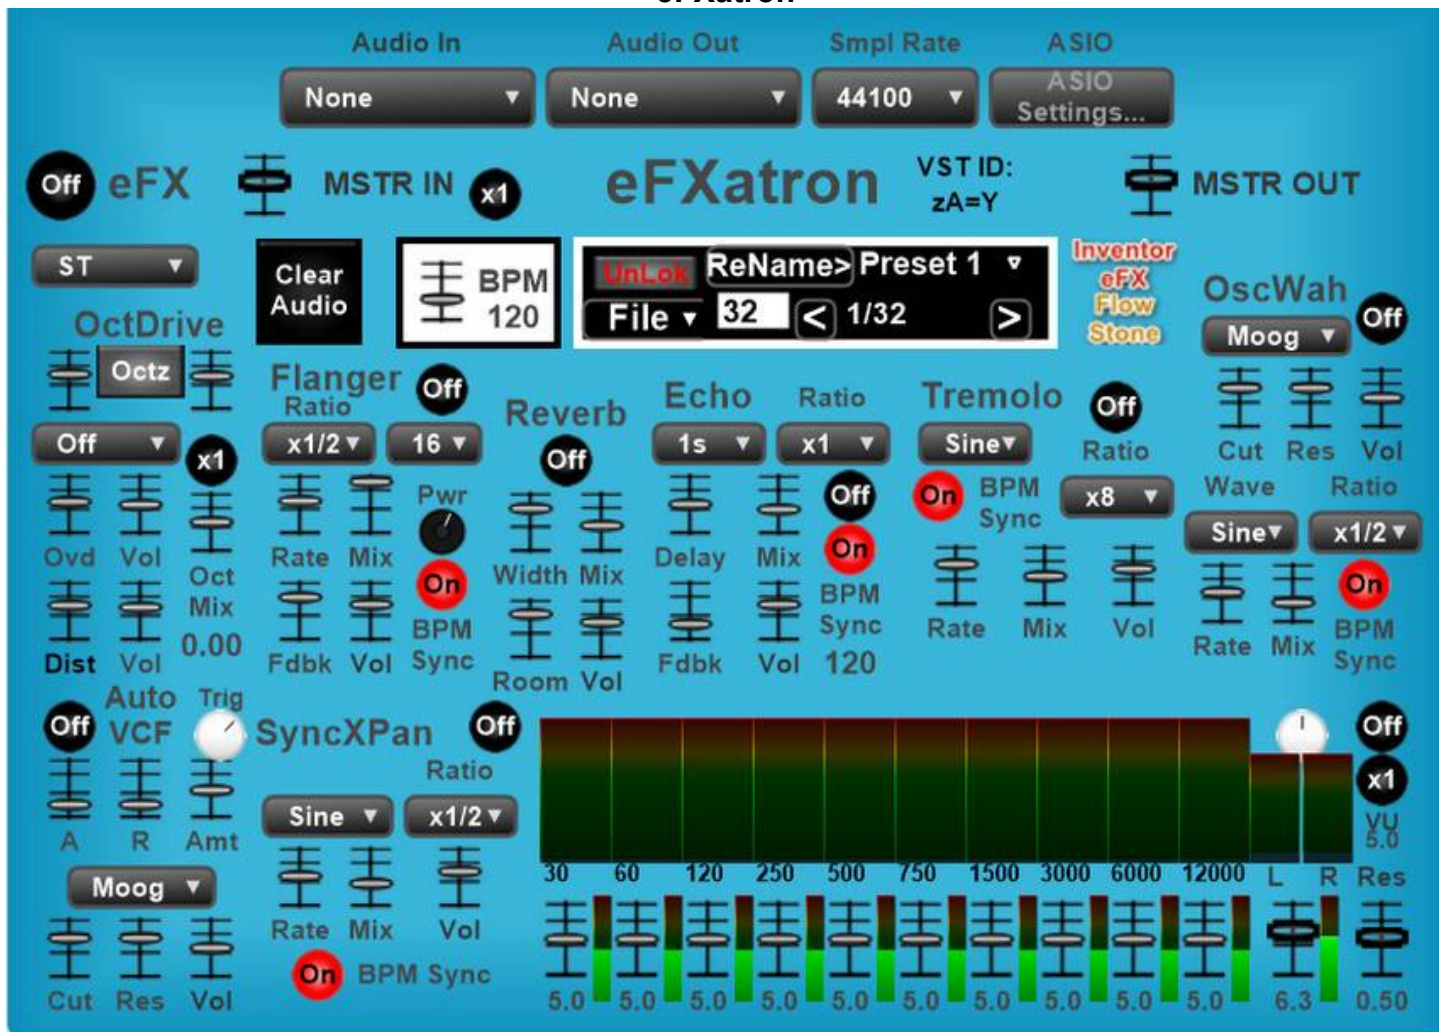 eFXatron
Audio In Audio Out Smpl Rate ASIO
None None 44100 ASIO
Settings...
Off eFX MSTR IN x1 eFXatron VST ID:
zA=Y MSTR OUT
ST Clear
Audio BPM
120 UnLok ReName> Preset 1
File 32 < 1/32 >
Inventor
eFX
Flow
Stone
OscWah
Moog Off
Cut Res Vol
Wave Ratio
Sine x1/2
On
Rate Mix BPM
Sync
OctDrive
Octz
Off x1
Ovd Vol Oct
Mix
0.00
Dist Vol
Flanger Off
Ratio
x1/2 16
Pwr
Rate Mix
On
BPM
Sync
Fdbk Vol
Reverb
Off
Width Mix
Room Vol
Echo Ratio
1s x1
Off
Delay Mix On
BPM
Sync
Fdbk Vol 120
Tremolo Off
Sine Ratio
On BPM
Sync x8
Rate Mix Vol
Auto
VCF Trig
Off
A R Amt
Moog
Cut Res Vol
SyncXPan Off
Ratio
Sine x1/2
Rate Mix Vol
On BPM Sync
Off
x1
VU
5.0
30 60 120 250 500 750 1500 3000 6000 12000 L R Res
5.0 5.0 5.0 5.0 5.0 5.0 5.0 5.0 5.0 5.0 6.3 0.50